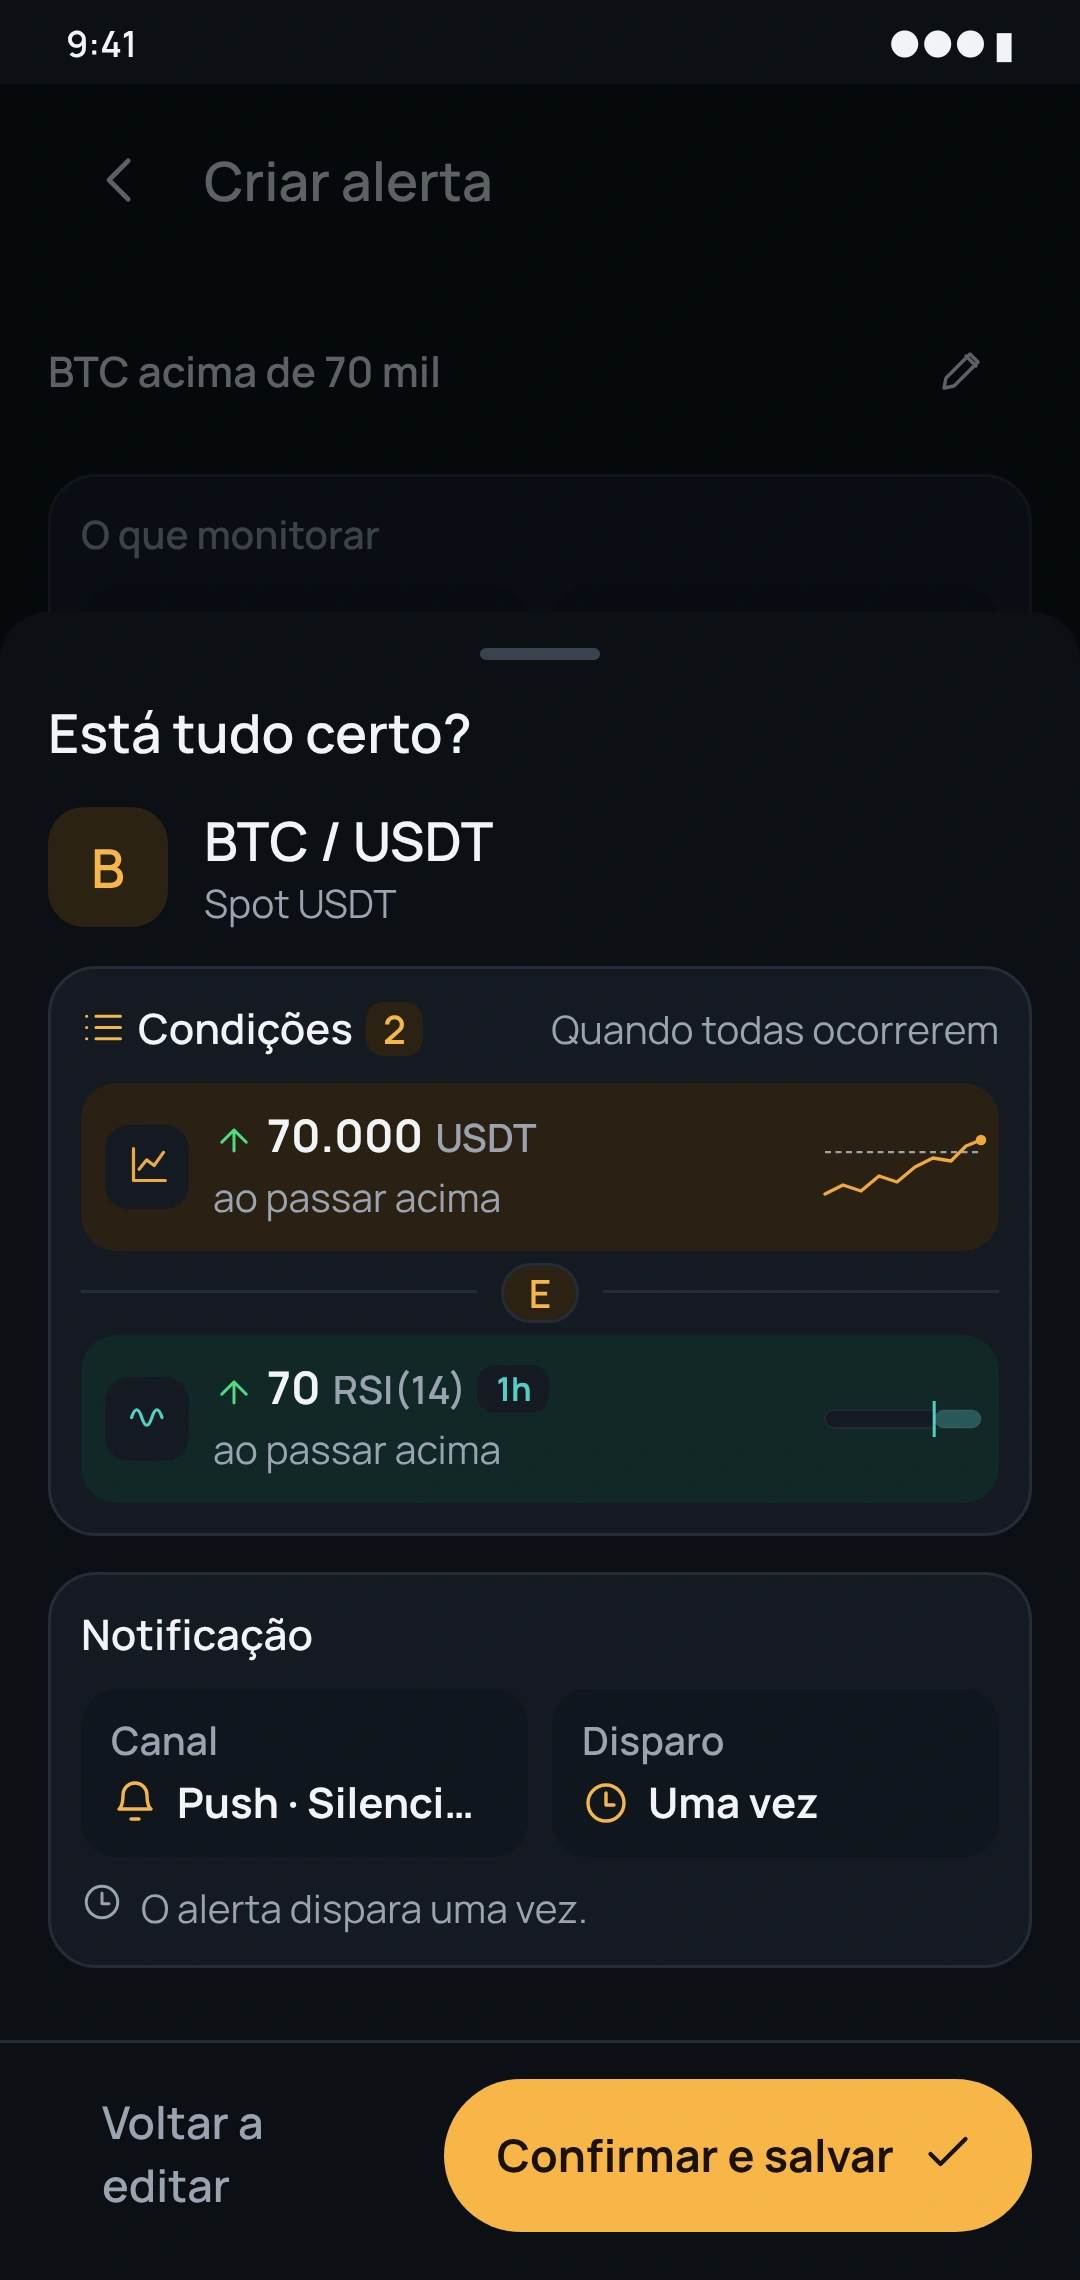 9:41
Criar alerta
BTC acima de 70 mil
O que monitorar
Está tudo certo?
B
BTC / USDT
Spot USDT
Condições 2
Quando todas ocorrerem
70.000 USDT
ao passar acima
E
70 RSI(14) 1h
ao passar acima
Notificação
Canal
Push · Silenci...
Disparo
Uma vez
O alerta dispara uma vez.
Voltar a
editar
Confirmar e salvar